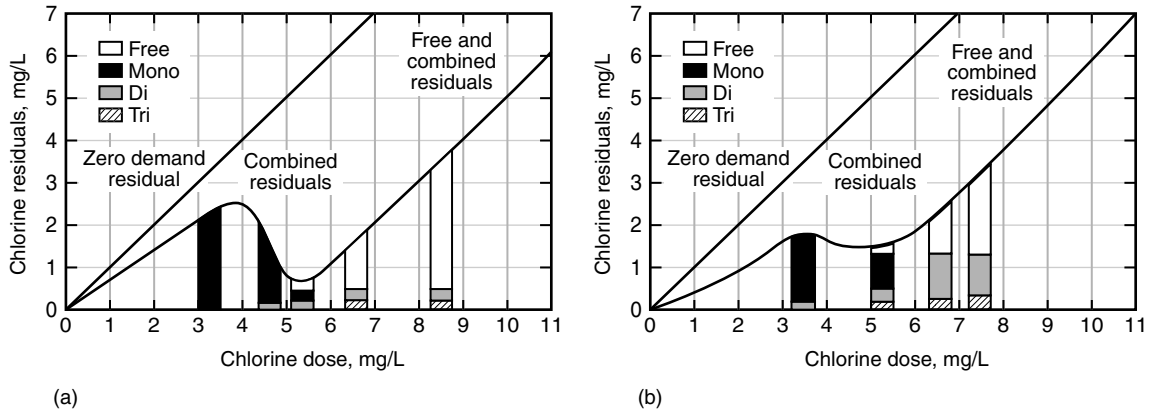 7
6
5
4
3
2
1
0
Chlorine residuals, mg/L
Free
Mono
Di
Tri
Zero demand
residual
Combined
residuals
Free and
combined
residuals
0 1 2 3 4 5 6 7 8 9 10 11
Chlorine dose, mg/L
(a)
7
6
5
4
3
2
1
0
Chlorine residuals, mg/L
Free
Mono
Di
Tri
Zero demand
residual
Combined
residuals
Free and
combined
residuals
0 1 2 3 4 5 6 7 8 9 10 11
Chlorine dose, mg/L
(b)